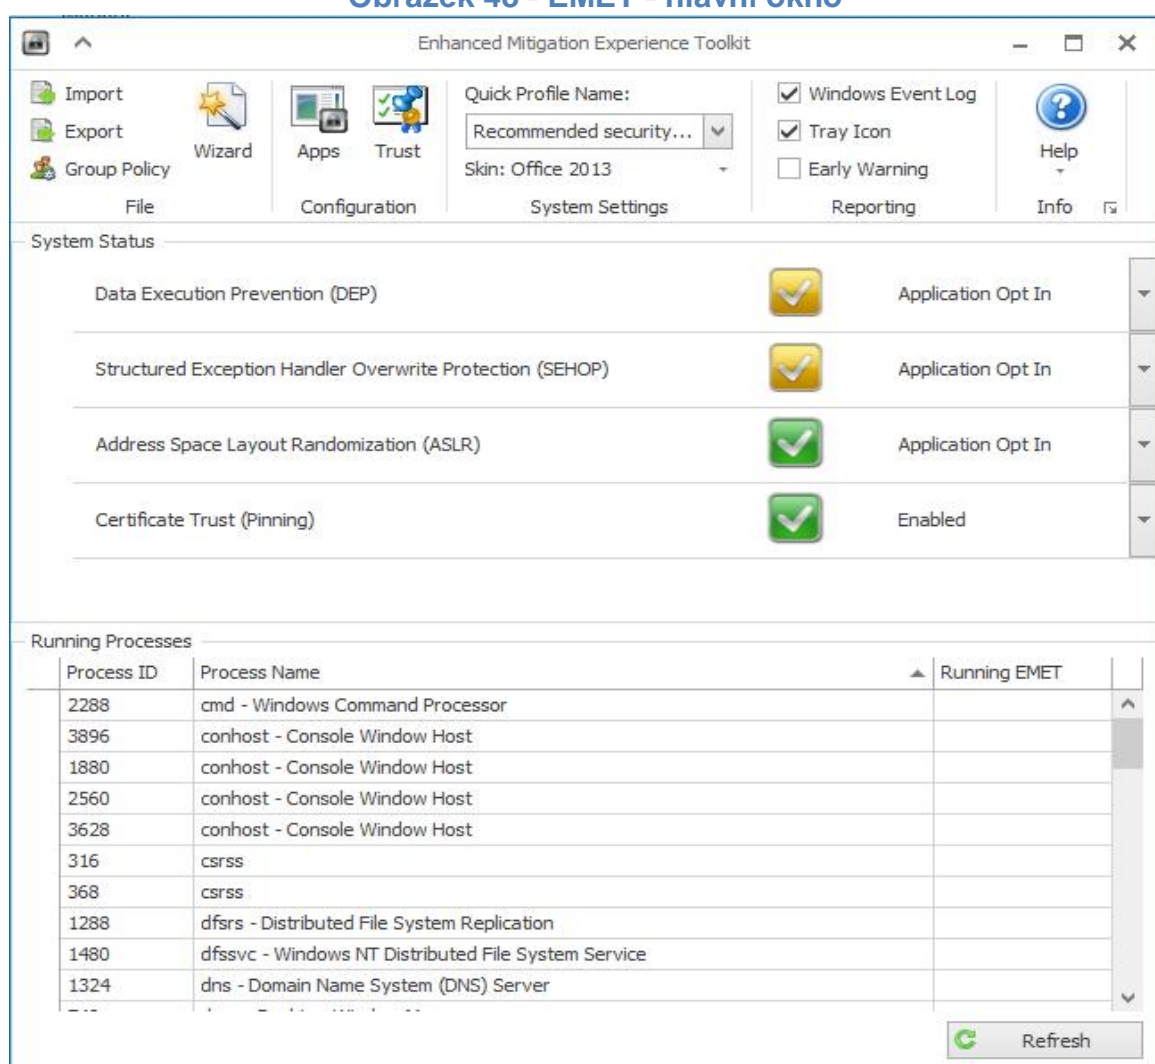 Obrázek 48 - EMET - hlavní okno
Enhanced Mitigation Experience Toolkit
Import
Export
Group Policy
File
Wizard
Apps
Trust
Configuration
Quick Profile Name:
Recommended security...
Skin: Office 2013
System Settings
Windows Event Log
Tray Icon
Early Warning
Reporting
Help
Info
System Status
Data Execution Prevention (DEP) Application Opt In
Structured Exception Handler Overwrite Protection (SEHOP) Application Opt In
Address Space Layout Randomization (ASLR) Application Opt In
Certificate Trust (Pinning) Enabled
Running Processes
Process ID Process Name Running EMET
2288 cmd - Windows Command Processor
3896 conhost - Console Window Host
1880 conhost - Console Window Host
2560 conhost - Console Window Host
3628 conhost - Console Window Host
316 csrss
368 csrss
1288 dfsrs - Distributed File System Replication
1480 dfssvc - Windows NT Distributed File System Service
1324 dns - Domain Name System (DNS) Server
Refresh